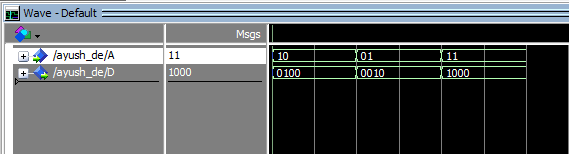 Wave - Default
Msgs
/ayush_de/A 11 10 01 11
/ayush_de/D 1000 0100 0010 1000